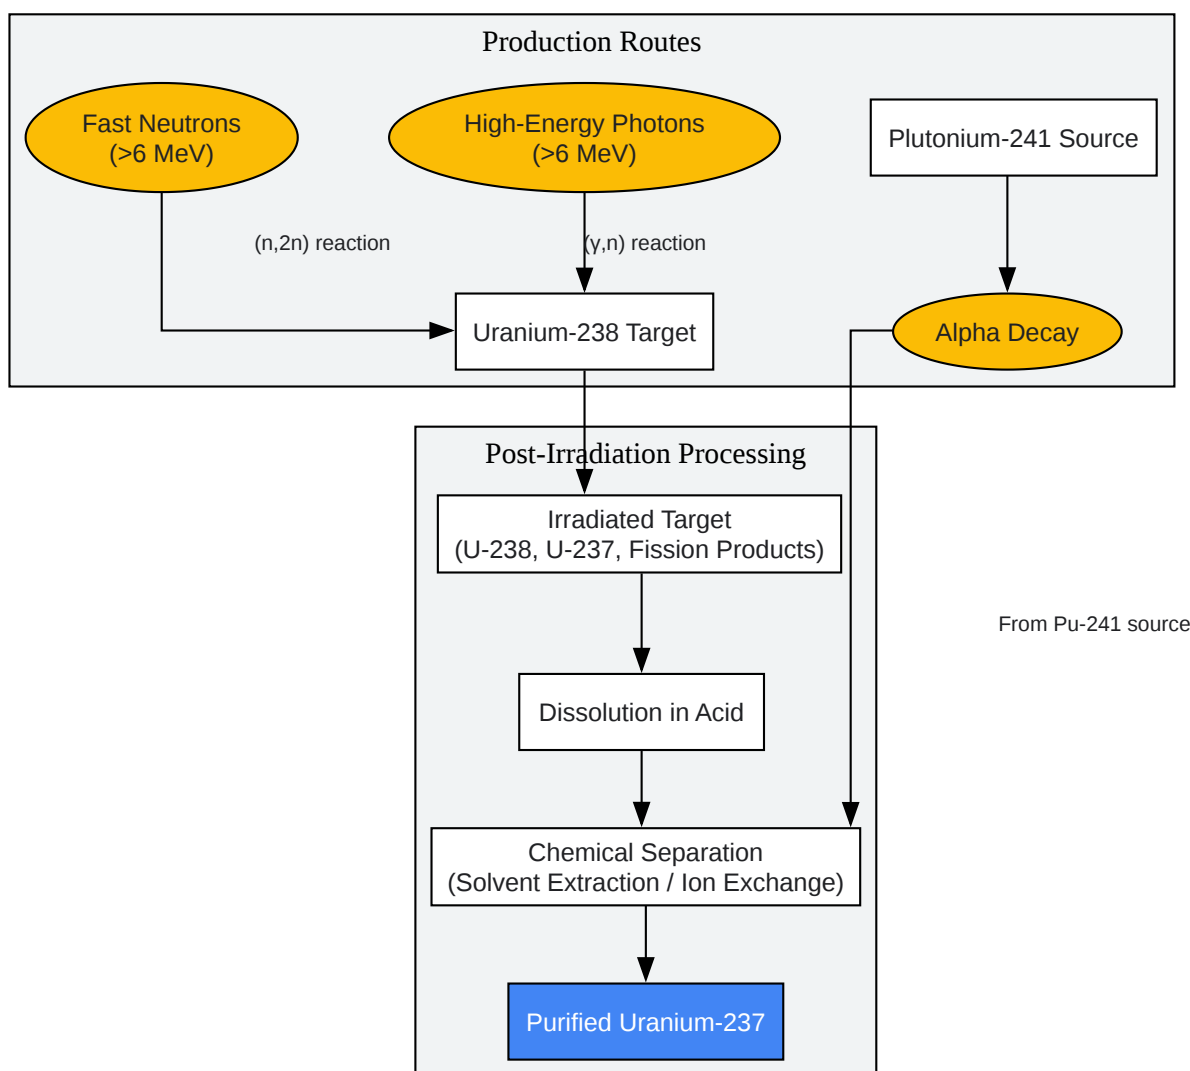 Production Routes
Fast Neutrons
(>6 MeV)
High-Energy Photons
(>6 MeV)
Plutonium-241 Source
(n,2n) reaction
(γ,n) reaction
Uranium-238 Target
Alpha Decay
Post-Irradiation Processing
Irradiated Target
(U-238, U-237, Fission Products)
From Pu-241 source
Dissolution in Acid
Chemical Separation
(Solvent Extraction / Ion Exchange)
Purified Uranium-237